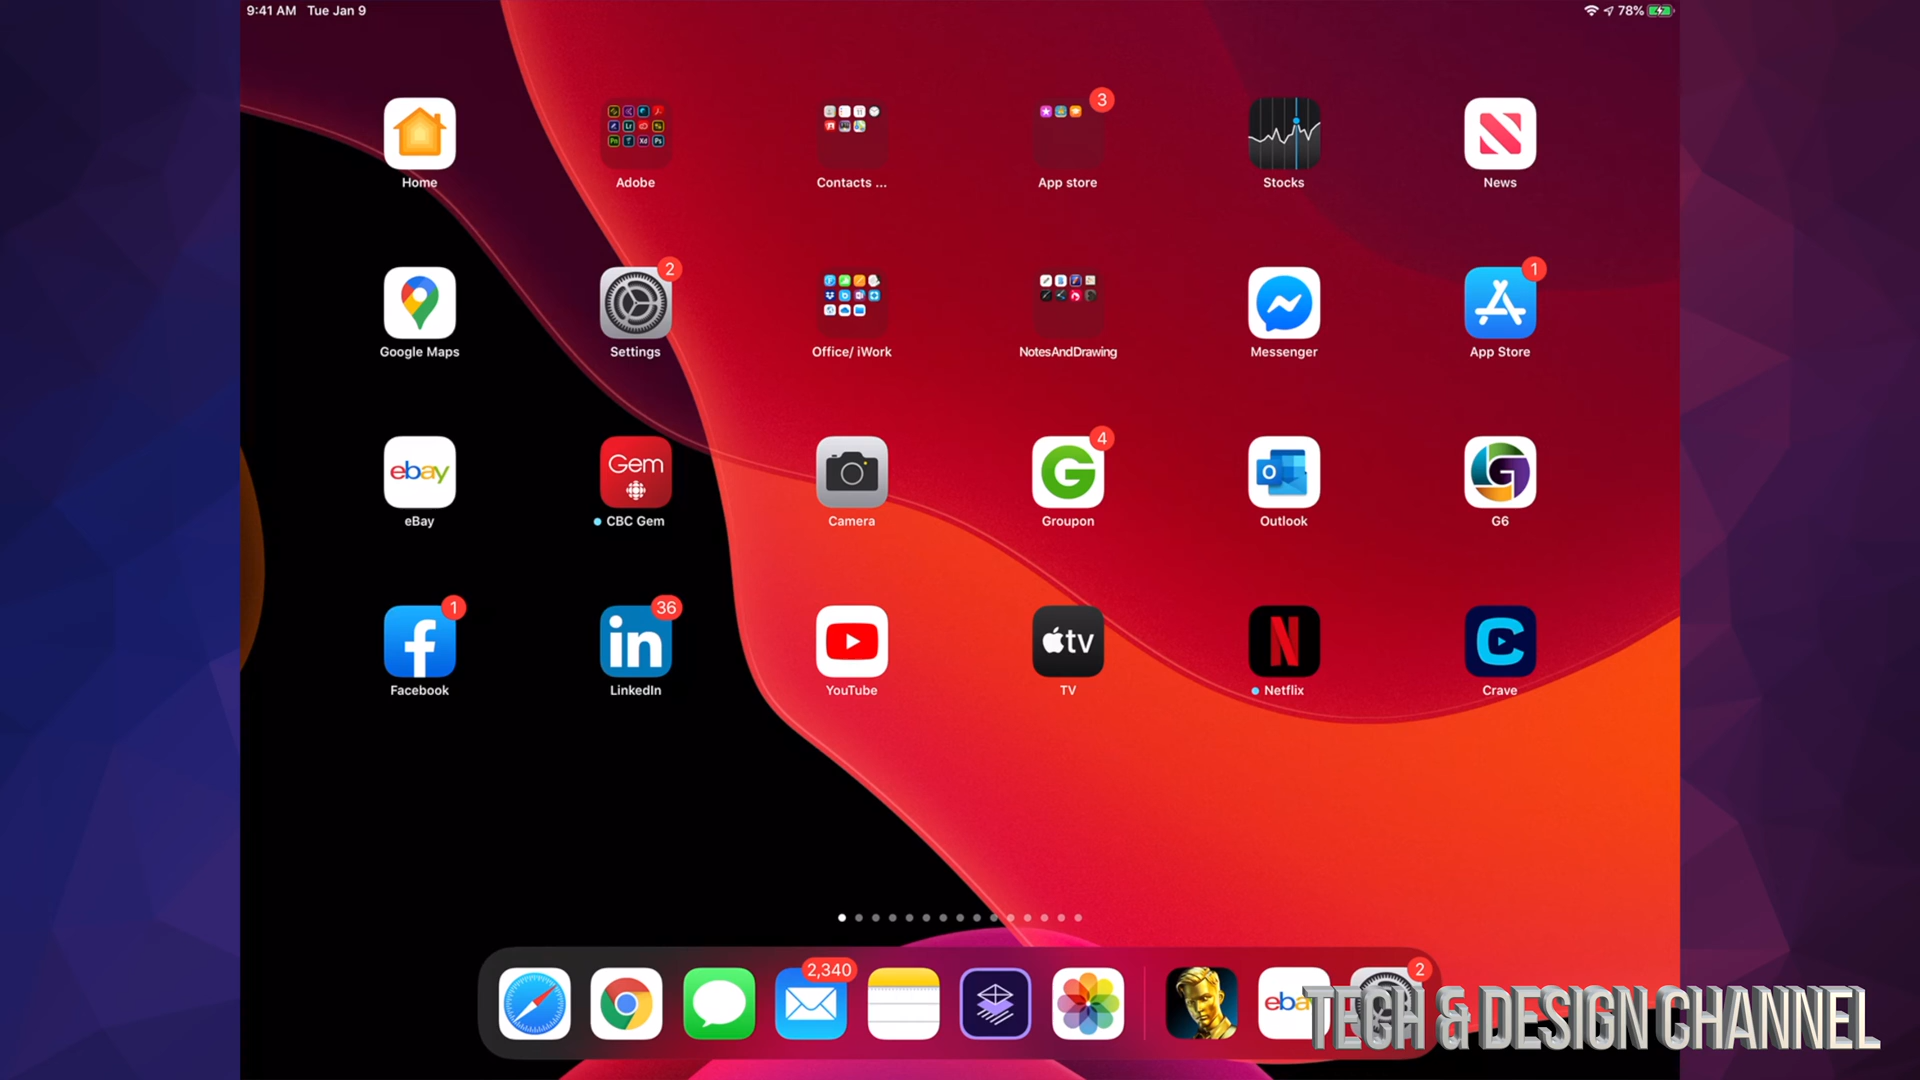 9:41 AM Tue Jan 9 78%
3
Home Adobe Contacts ... App store Stocks News
2 1
Google Maps Settings Office/ iWork NotesAndDrawing Messenger App Store
4
ebay Gem
eBay CBC Gem Camera Groupon Outlook G6
1 36
in tv
Facebook LinkedIn YouTube TV Netflix Crave
2,340 2
TECH & DESIGN CHANNEL